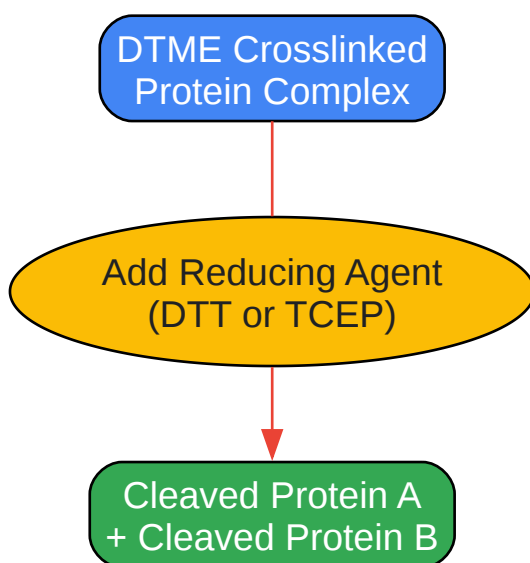 DTME Crosslinked
Protein Complex
Add Reducing Agent
(DTT or TCEP)
Cleaved Protein A
+ Cleaved Protein B